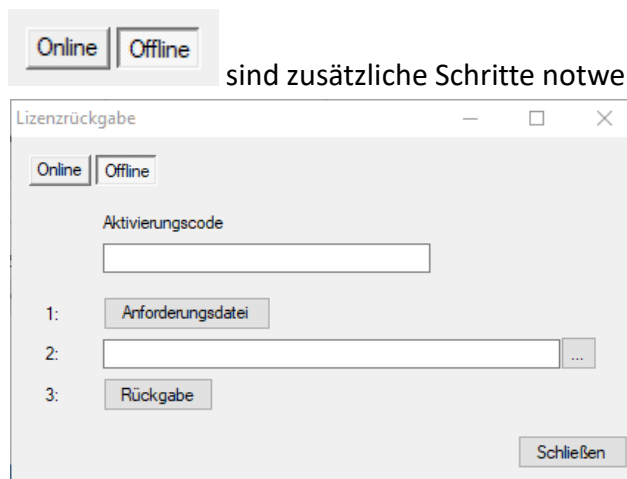 Online Offline sind zusätzliche Schritte notwe
Lizenzrückgabe
Online Offline
Aktivierungscode
1: Anforderungsdatei
2: ...
3: Rückgabe
Schließen